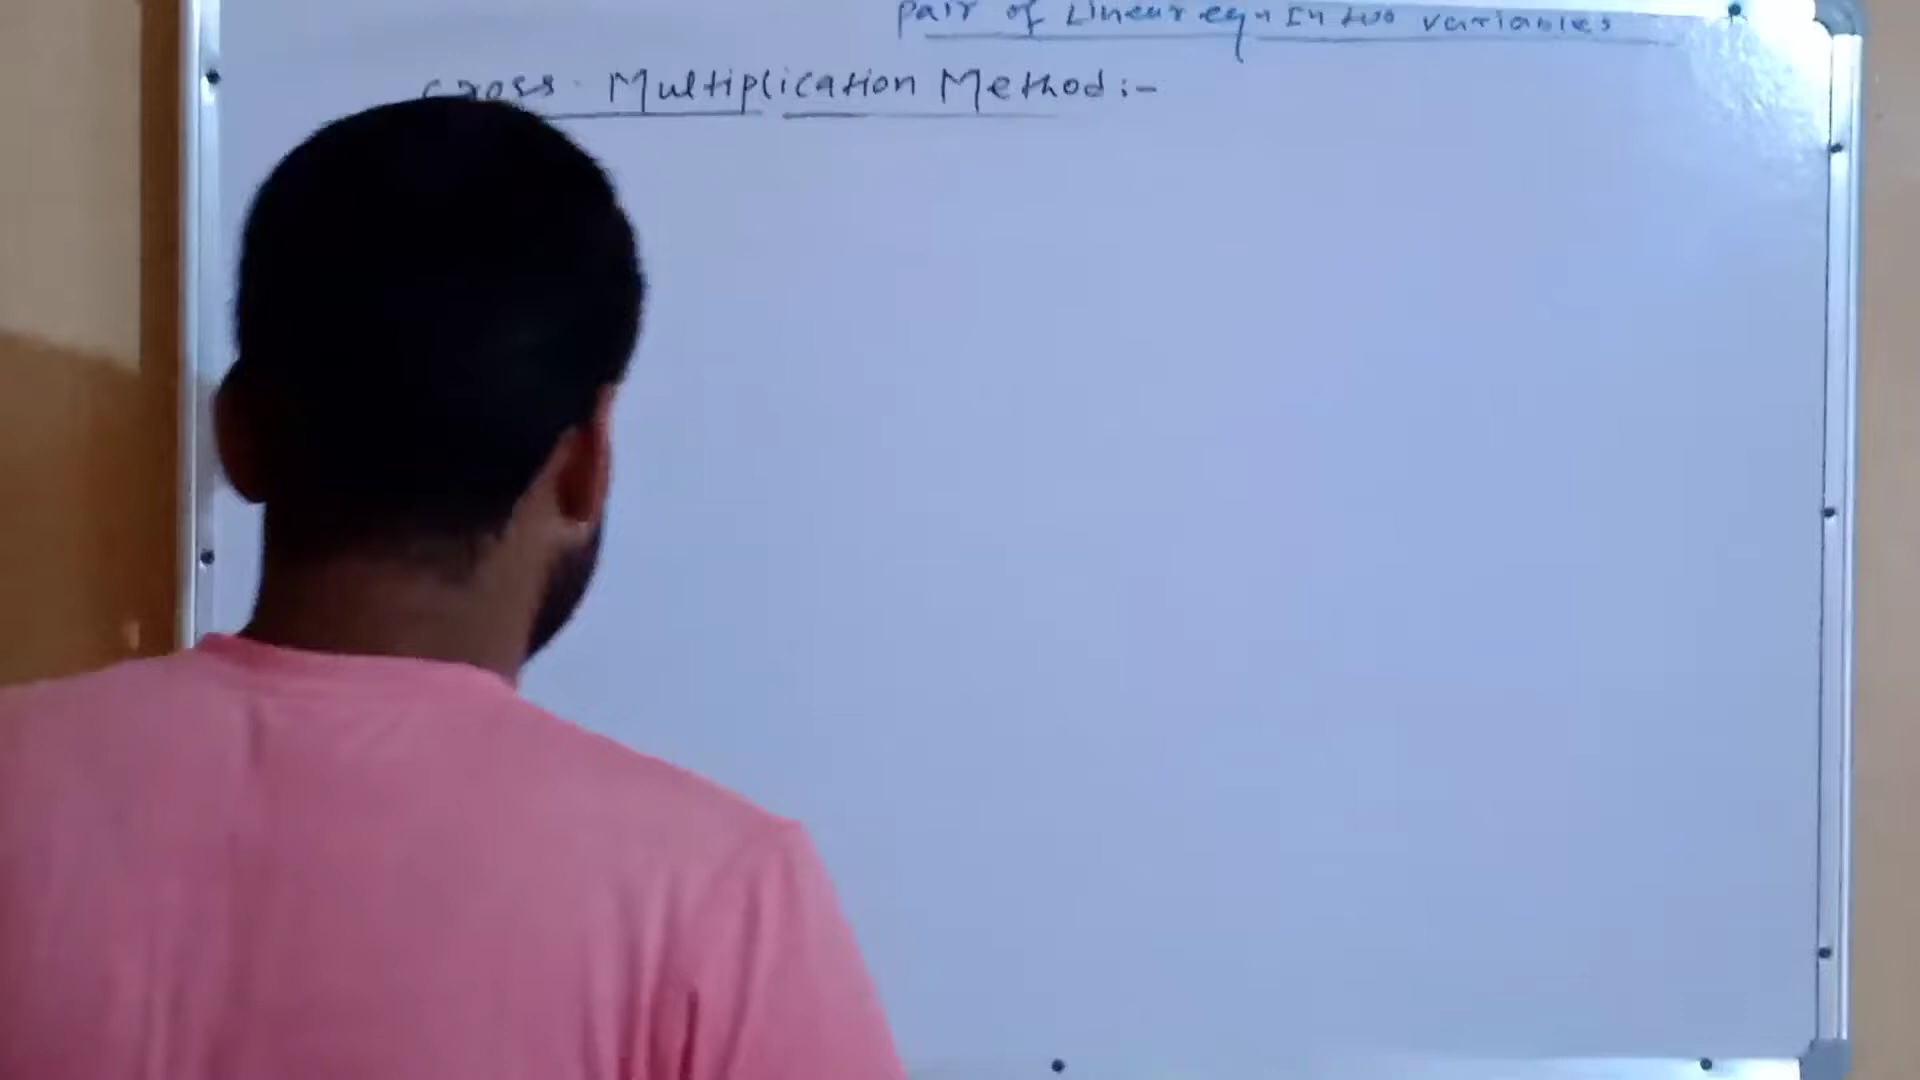 Pair of Linear eqn In two variables
Cross - Multiplication Method :-